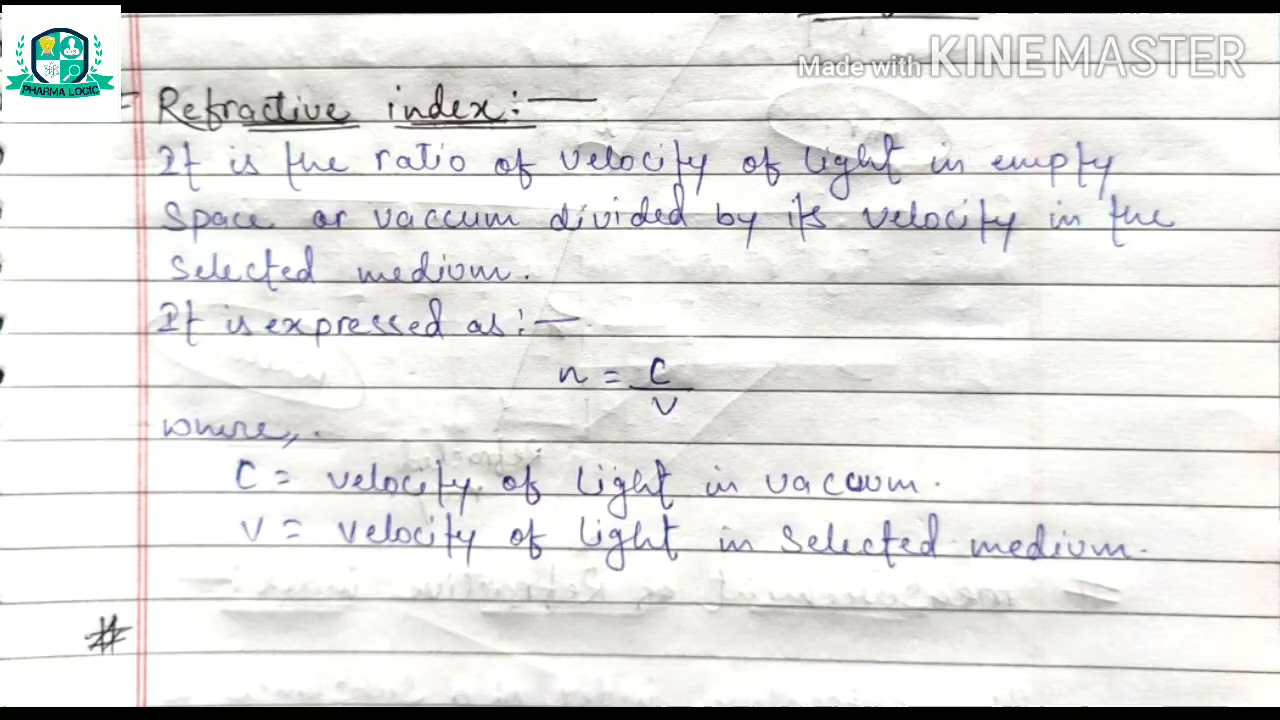 Made with KINEMASTER
PHARMA LOGIC
Refractive index:—
It is the ratio of velocity of light in empty
space or vaccum divided by its velocity in the
selected medium.
It is expressed as:—
n = C
V
where,.
C = velocity of light in vaccum.
V = velocity of light in selected medium.
#